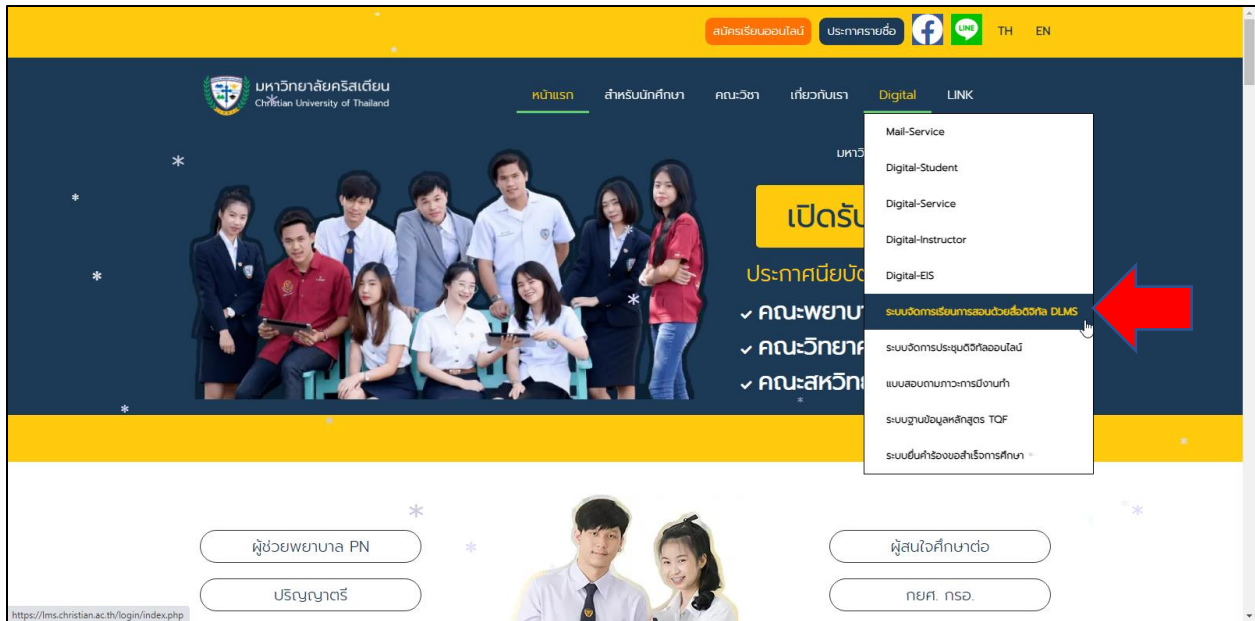 สมัครเรียนออนไลน์ ประกาศรายชื่อ LINE TH EN
มหาวิทยาลัยคริสเตียน
Christian University of Thailand
หน้าแรก สำหรับนักศึกษา คณะวิชา เกี่ยวกับเรา Digital LINK
Mail-Service
Digital-Student
Digital-Service
Digital-Instructor
Digital-EIS
ระบบจัดการเรียนการสอนด้วยสื่อดิจิทัล DLMS
ระบบจัดการประชุมดิจิทัลออนไลน์
แบบสอบถามภาวะการมีงานทำ
ระบบฐานข้อมูลหลักสูตร TQF
ระบบยื่นคำร้องขอสำเร็จการศึกษา
มหาวิ
เปิดรับ
ประกาศนียบัต
คณะพยาบา
คณะวิทยาศ
คณะสหวิท
ผู้ช่วยพยาบาล PN
ผู้สนใจศึกษาต่อ
ปริญญาตรี
กยศ. กรอ.
https://lms.christian.ac.th/login/index.php